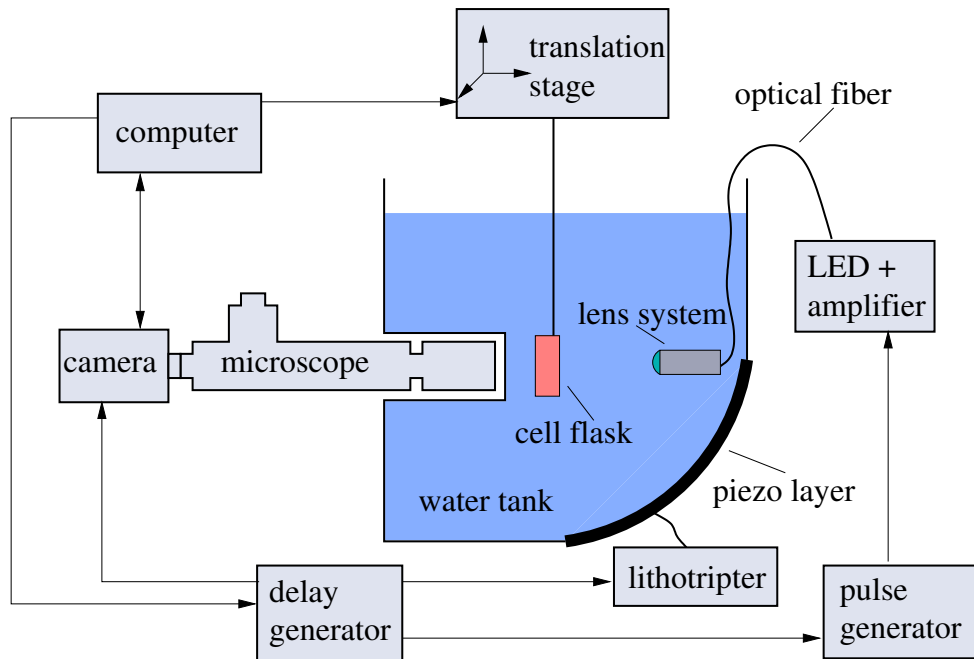 translation
stage
optical fiber
computer
LED +
amplifier
lens system
camera
microscope
cell flask
piezo layer
water tank
lithotripter
delay
generator
pulse
generator